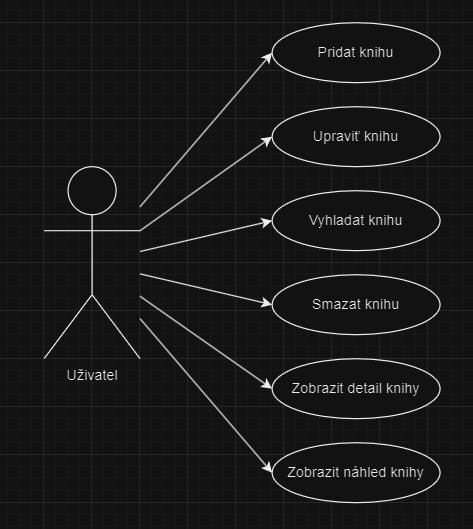 Pridat knihu
Upraviť knihu
Vyhladat knihu
Smazat knihu
Uživatel
Zobrazit detail knihy
Zobrazit náhled knihy